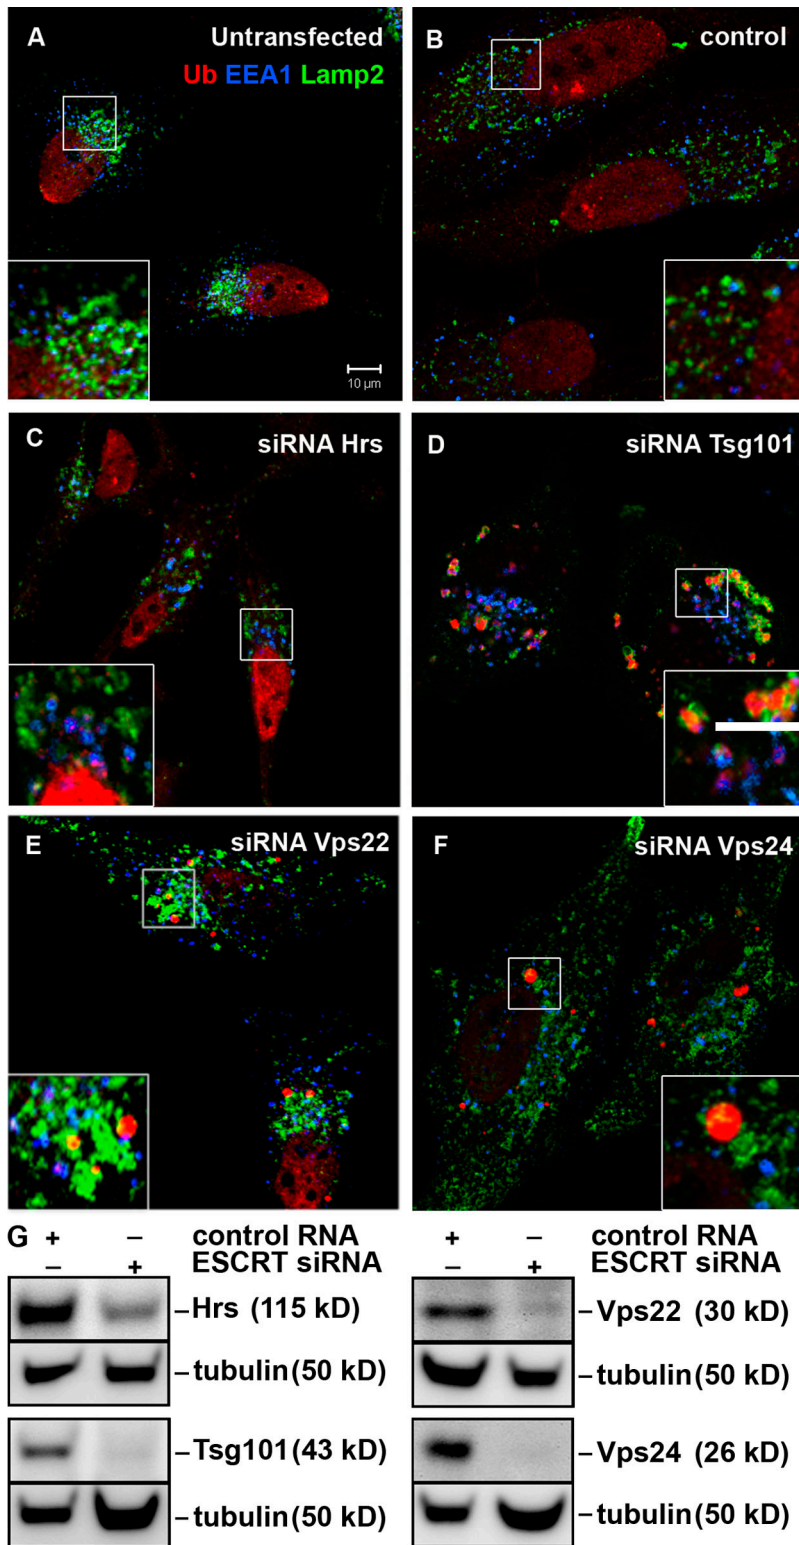 A Untransfected
Ub EEA1 Lamp2
10 µm
B control
C siRNA Hrs
D siRNA Tsg101
E siRNA Vps22
F siRNA Vps24
G + – control RNA
– + ESCRT siRNA
–Hrs (115 kD)
–tubulin(50 kD)
–Tsg101(43 kD)
–tubulin(50 kD)
+ – control RNA
– + ESCRT siRNA
–Vps22 (30 kD)
–tubulin(50 kD)
–Vps24 (26 kD)
–tubulin(50 kD)